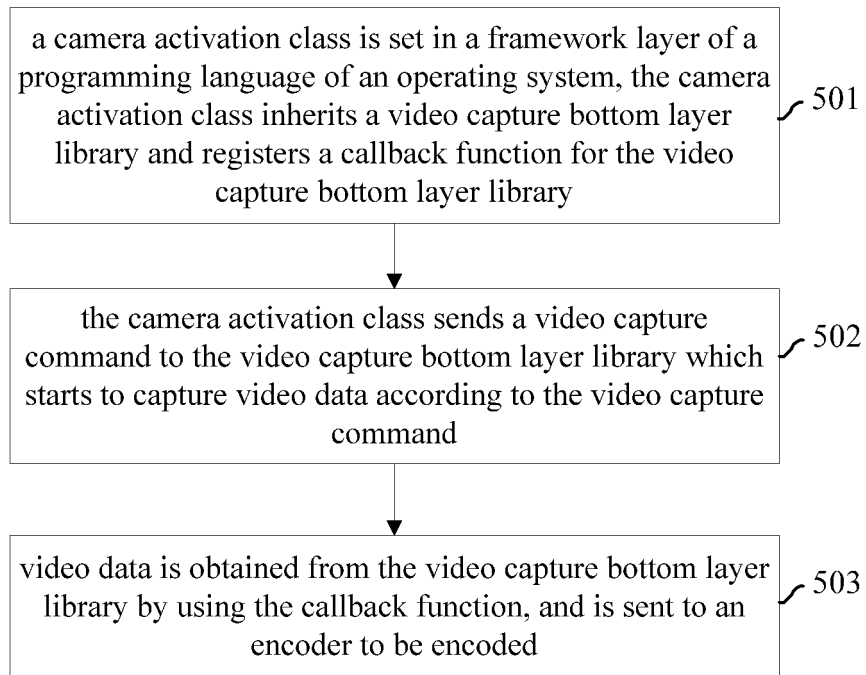 a camera activation class is set in a framework layer of a
programming language of an operating system, the camera
activation class inherits a video capture bottom layer
library and registers a callback function for the video
capture bottom layer library
501
the camera activation class sends a video capture
command to the video capture bottom layer library which
starts to capture video data according to the video capture
command
502
video data is obtained from the video capture bottom layer
library by using the callback function, and is sent to an
encoder to be encoded
503